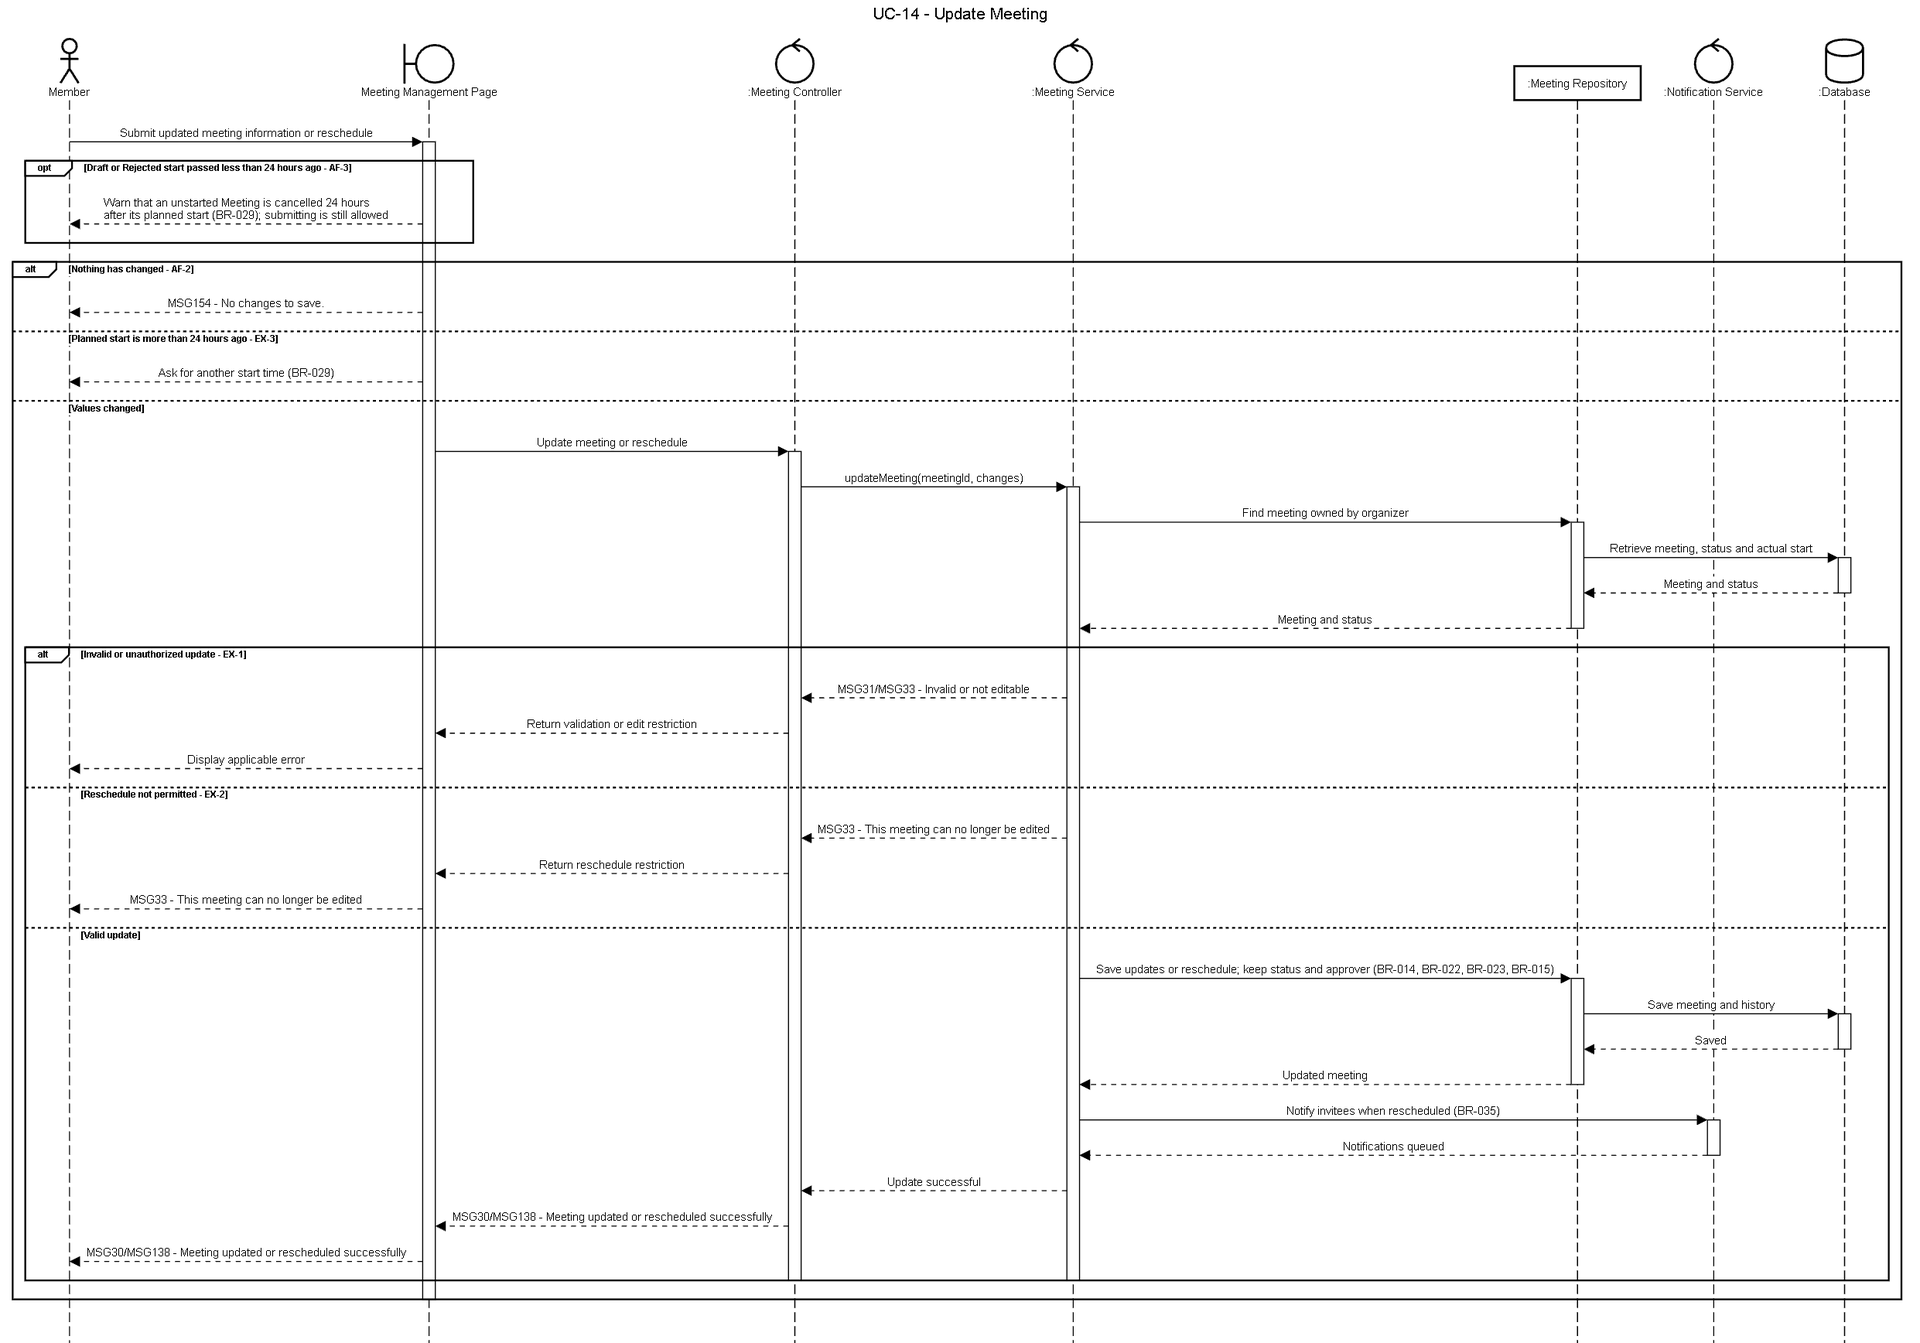 UC-14 - Update Meeting
Member
Meeting Management Page
:Meeting Controller
:Meeting Service
:Meeting Repository
:Notification Service
:Database
Submit updated meeting information or reschedule
opt
[Draft or Rejected start passed less than 24 hours ago - AF-3]
Warn that an unstarted Meeting is cancelled 24 hours
after its planned start (BR-029); submitting is still allowed
alt
[Nothing has changed - AF-2]
MSG154 - No changes to save.
[Planned start is more than 24 hours ago - EX-3]
Ask for another start time (BR-029)
[Values changed]
Update meeting or reschedule
updateMeeting(meetingId, changes)
Find meeting owned by organizer
Retrieve meeting, status and actual start
Meeting and status
Meeting and status
alt
[Invalid or unauthorized update - EX-1]
MSG31/MSG33 - Invalid or not editable
Return validation or edit restriction
Display applicable error
[Reschedule not permitted - EX-2]
MSG33 - This meeting can no longer be edited
Return reschedule restriction
MSG33 - This meeting can no longer be edited
[Valid update]
Save updates or reschedule; keep status and approver (BR-014, BR-022, BR-023, BR-015)
Save meeting and history
Saved
Updated meeting
Notify invitees when rescheduled (BR-035)
Notifications queued
Update successful
MSG30/MSG138 - Meeting updated or rescheduled successfully
MSG30/MSG138 - Meeting updated or rescheduled successfully